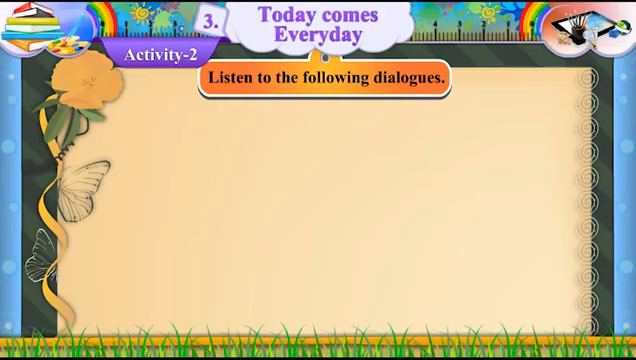 3.
Today comes
Everyday
Activity-2
Listen to the following dialogues.